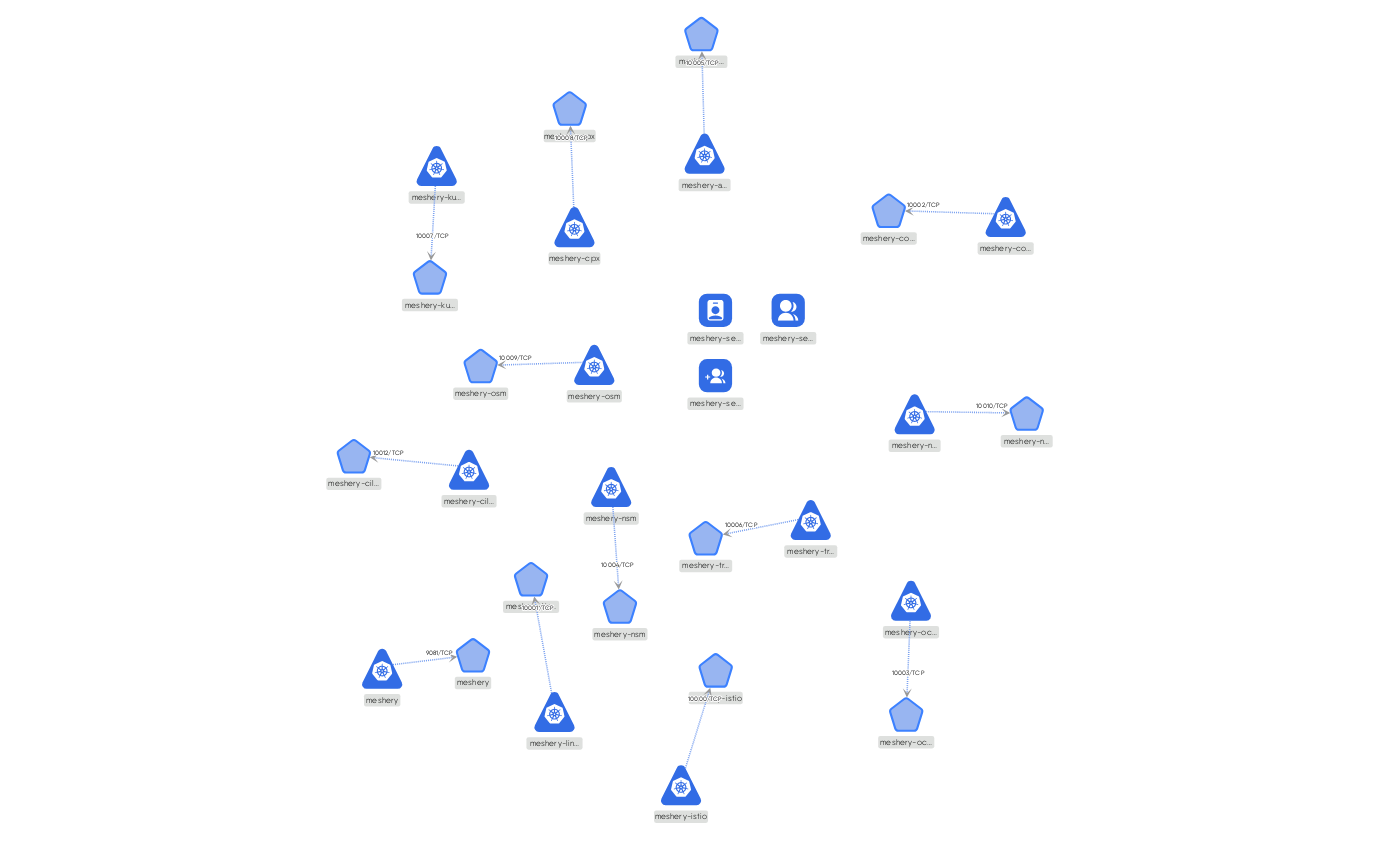 10005/TCP
meshery-a...
10008/TCP
meshery-cpx
meshery-ku...
10007/TCP
meshery-ku...
10002/TCP
meshery-co...
meshery-co...
meshery-se...
meshery-se...
meshery-se...
10009/TCP
meshery-osm
meshery-osm
10010/TCP
meshery-n...
meshery-n...
10012/TCP
meshery-cil...
meshery-cil...
meshery-nsm
10004/TCP
meshery-nsm
10006/TCP
meshery-tr...
meshery-tr...
10001/TCP
meshery-lin...
9081/TCP
meshery
meshery
meshery-oc...
10003/TCP
meshery-oc...
10000/TCP-istio
meshery-istio